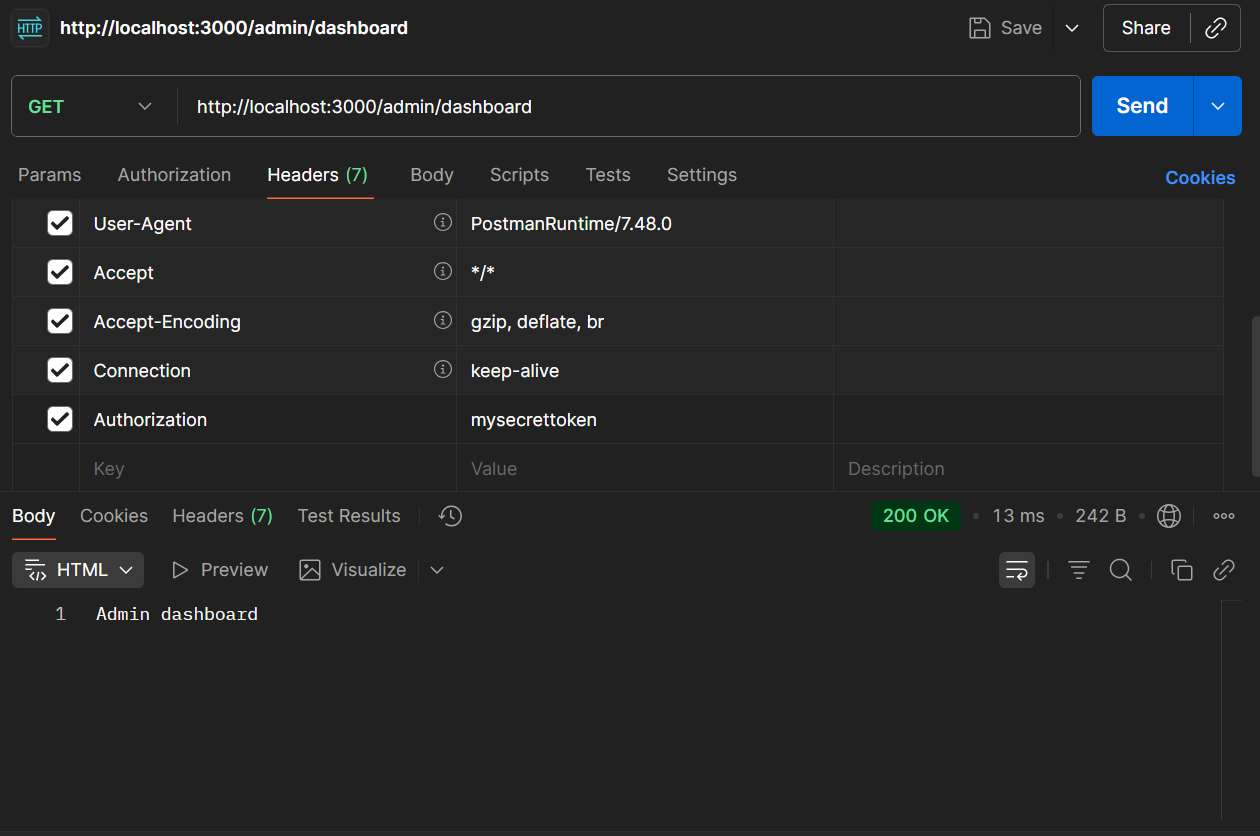 HTTP http://localhost:3000/admin/dashboard Save Share
GET http://localhost:3000/admin/dashboard Send
Params Authorization Headers (7) Body Scripts Tests Settings Cookies
User-Agent PostmanRuntime/7.48.0
Accept */*
Accept-Encoding gzip, deflate, br
Connection keep-alive
Authorization mysecrettoken
Key Value Description
Body Cookies Headers (7) Test Results 200 OK • 13 ms • 242 B •
HTML Preview Visualize
1 Admin dashboard